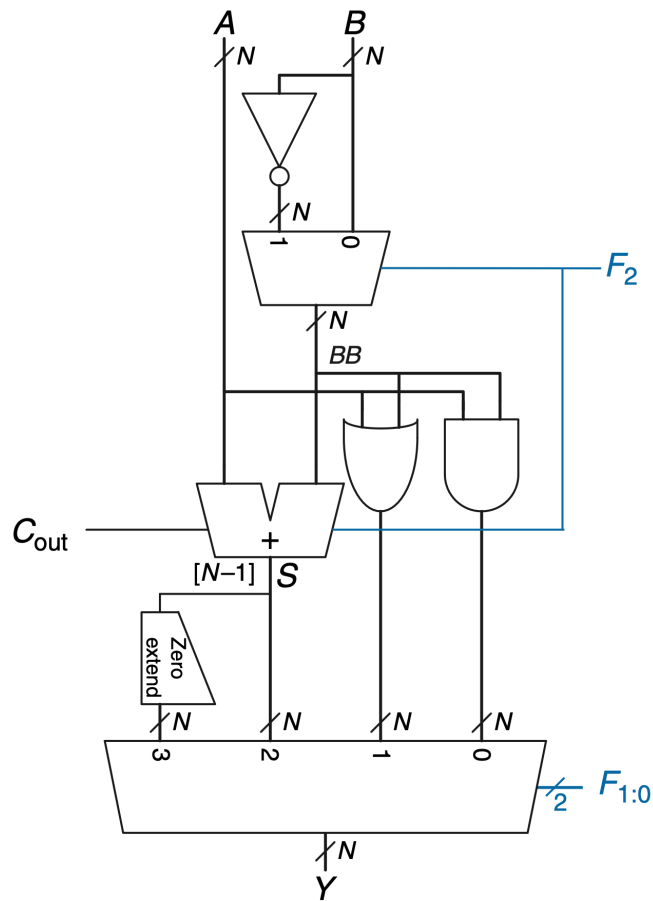 A B
N N
N
1 0
F2
N
BB
Cout
+
[N–1] S
Zero
extend
N N N N
3 2 1 0
2 F1:0
N
Y